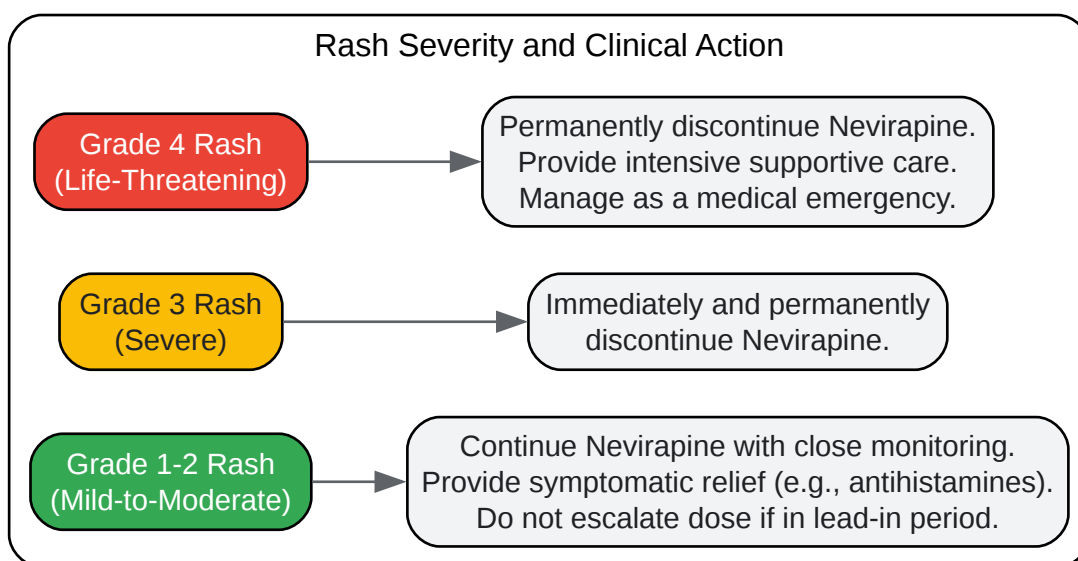 Rash Severity and Clinical Action
Grade 4 Rash
(Life-Threatening)
Permanently discontinue Nevirapine.
Provide intensive supportive care.
Manage as a medical emergency.
Grade 3 Rash
(Severe)
Immediately and permanently
discontinue Nevirapine.
Grade 1-2 Rash
(Mild-to-Moderate)
Continue Nevirapine with close monitoring.
Provide symptomatic relief (e.g., antihistamines).
Do not escalate dose if in lead-in period.